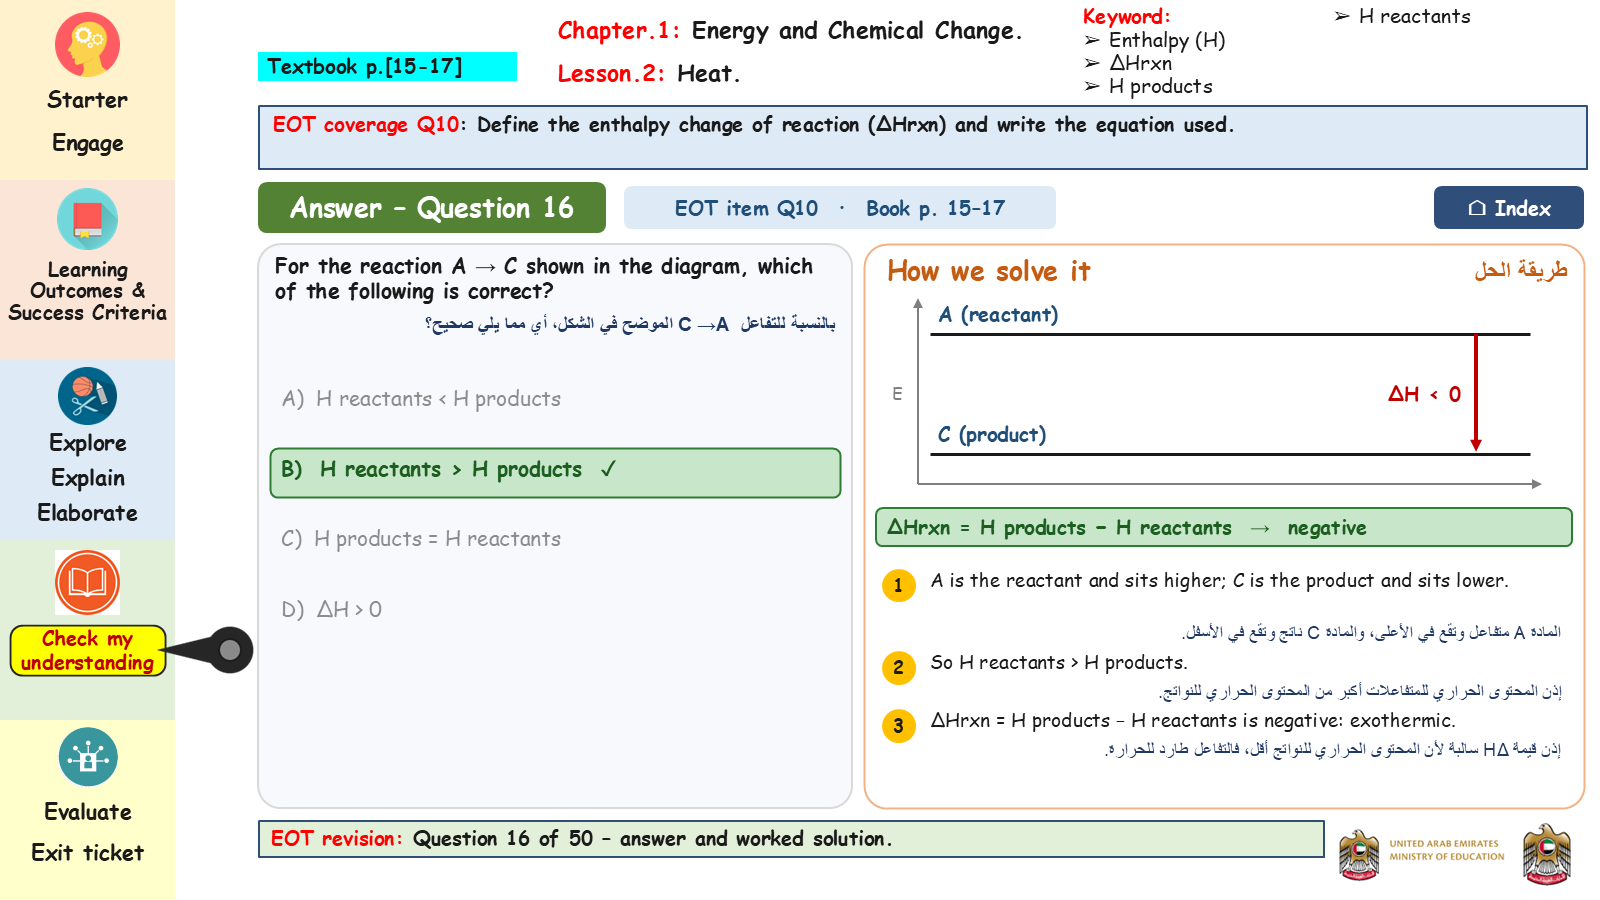 Starter
Engage
Learning
Outcomes &
Success Criteria
Explore
Explain
Elaborate
Check my
understanding
Evaluate
Exit ticket
Textbook p.[15-17]
Chapter.1: Energy and Chemical Change.
Lesson.2: Heat.
Keyword:
➢ Enthalpy (H)
➢ ΔHrxn
➢ H products
➢ H reactants
EOT coverage Q10: Define the enthalpy change of reaction (ΔHrxn) and write the equation used.
Answer – Question 16
EOT item Q10 · Book p. 15–17
Index
For the reaction A → C shown in the diagram, which
of the following is correct?
بالنسبة للتفاعل A→ C الموضح في الشكل، أي مما يلي صحيح؟
A) H reactants < H products
B) H reactants > H products ✓
C) H products = H reactants
D) ΔH > 0
How we solve it
طريقة الحل
A (reactant)
E
ΔH < 0
C (product)
ΔHrxn = H products − H reactants → negative
1 A is the reactant and sits higher; C is the product and sits lower.
المادة A متفاعل وتقع في الأعلى، والمادة C ناتج وتقع في الأسفل.
2 So H reactants > H products.
إذن المحتوى الحراري للمتفاعلات أكبر من المحتوى الحراري للنواتج.
3 ΔHrxn = H products − H reactants is negative: exothermic.
إذن قيمة ΔH سالبة لأن المحتوى الحراري للنواتج أقل، فالتفاعل طارد للحرارة.
EOT revision: Question 16 of 50 – answer and worked solution.
UNITED ARAB EMIRATES
MINISTRY OF EDUCATION